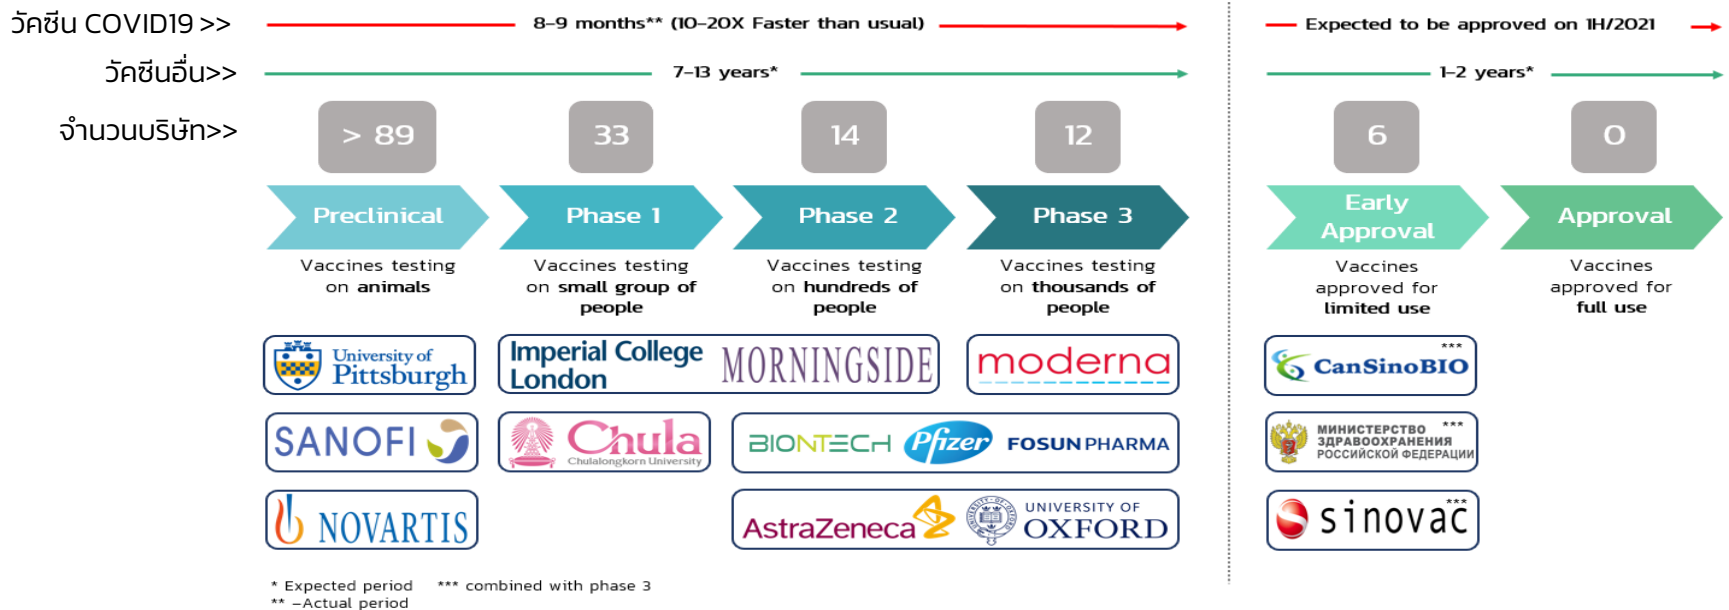 วัคซีน COVID19 >>
8-9 months** (10-20X Faster than usual)
Expected to be approved on 1H/2021
วัคซีนอื่น>>
7-13 years*
1-2 years*
จำนวนบริษัท>>
> 89
33
14
12
6
0
Preclinical
Phase 1
Phase 2
Phase 3
Early
Approval
Approval
Vaccines testing
on animals
Vaccines testing
on small group of
people
Vaccines testing
on hundreds of
people
Vaccines testing
on thousands of
people
Vaccines
approved for
limited use
Vaccines
approved for
full use
University of
Pittsburgh
Imperial College
London
MORNINGSIDE
moderna
CanSinoBIO
***
SANOFI
Chula
Chulalongkorn University
BIONTECH
Pfizer
FOSUN PHARMA
МИНИСТЕРСТВО
***
ЗДРАВООХРАНЕНИЯ
РОССИЙСКОЙ ФЕДЕРАЦИИ
NOVARTIS
AstraZeneca
UNIVERSITY OF
OXFORD
sinovac
***
* Expected period *** combined with phase 3
** -Actual period